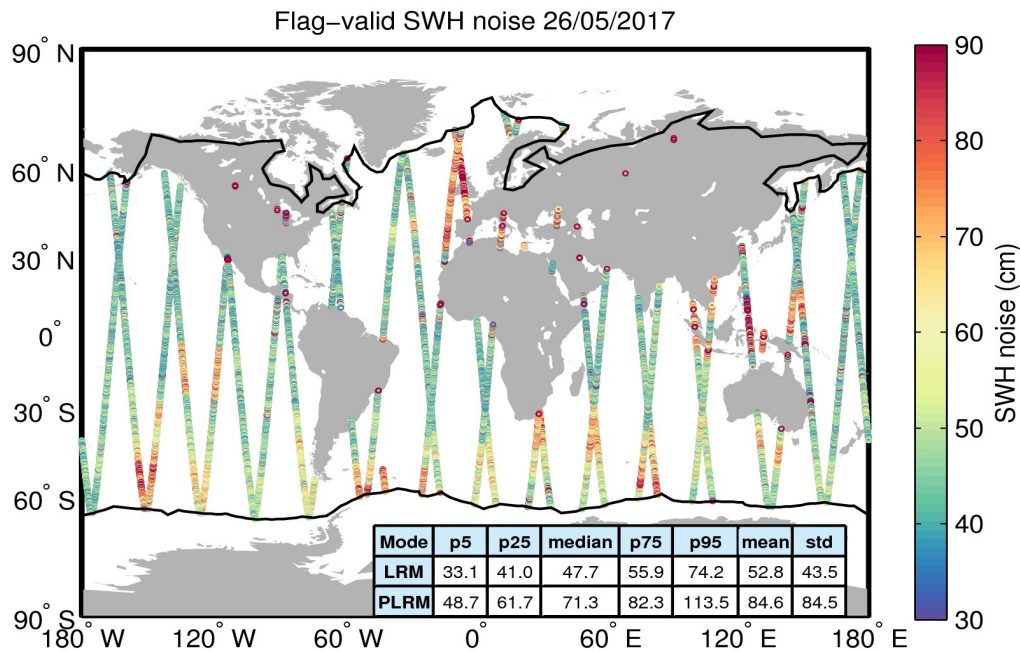 Flag−valid SWH noise 26/05/2017
90° N
60° N
30° N
0°
30° S
60° S
90° S
180° W
120° W
60° W
0°
60° E
120° E
180° E
Mode p5 p25 median p75 p95 mean std
LRM 33.1 41.0 47.7 55.9 74.2 52.8 43.5
PLRM 48.7 61.7 71.3 82.3 113.5 84.6 84.5
90
80
70
60
50
40
30
SWH noise (cm)